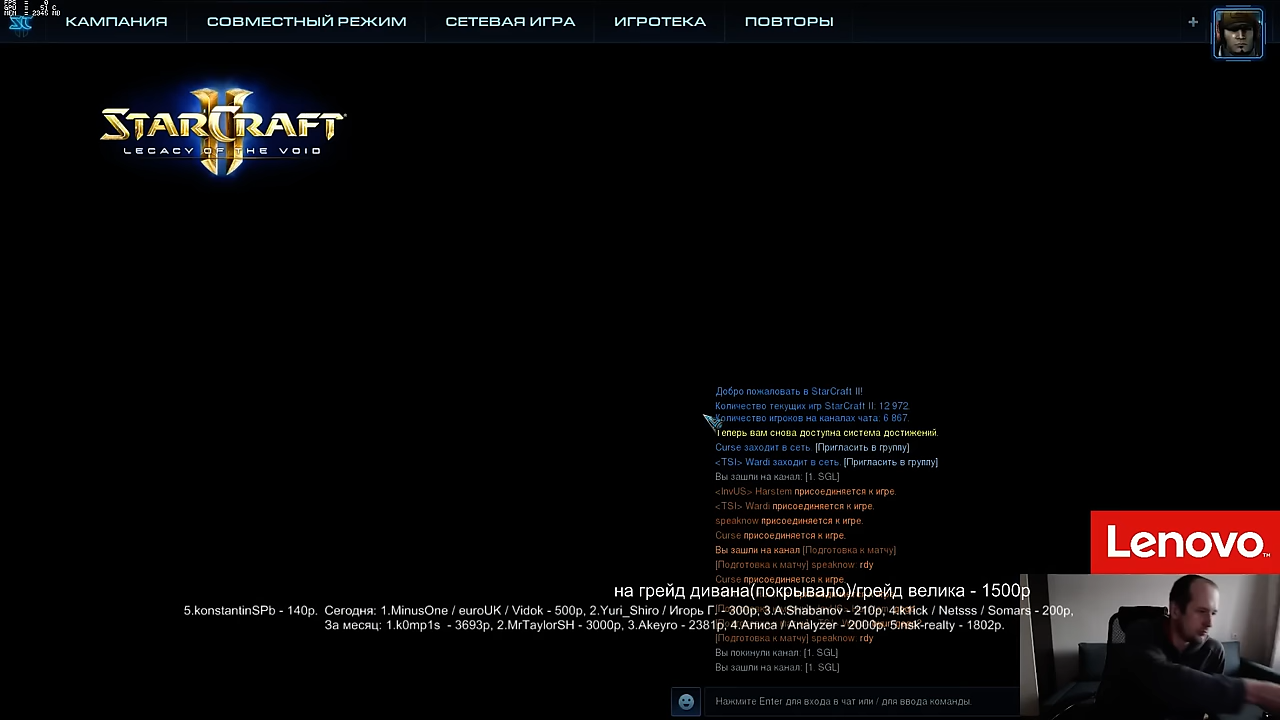 КАМПАНИЯ
СОВМЕСТНЫЙ РЕЖИМ
СЕТЕВАЯ ИГРА
ИГРОТЕКА
ПОВТОРЫ
STARCRAFT
II
LEGACY OF THE VOID
Добро пожаловать в StarCraft II!
Количество текущих игр StarCraft II: 12 972.
Количество игроков на каналах чата: 6 867.
Теперь вам снова доступна система достижений.
Curse заходит в сеть. [Пригласить в группу]
<TSI> Wardi заходит в сеть. [Пригласить в группу]
Вы зашли на канал: [1. SGL]
<InvUS> Harstem присоединяется к игре.
<TSI> Wardi присоединяется к игре.
speaknow присоединяется к игре.
Curse присоединяется к игре.
Вы зашли на канал [Подготовка к матчу]
[Подготовка к матчу] speaknow: rdy
Curse присоединяется к игре.
на грейд дивана(покрывало)/грейд велика - 1500р
5.konstantinSPb - 140р. Сегодня: 1.MinusOne / euroUK / Vidok - 500р, 2.Yuri_Shiro / Игорь Г. - 300р, 3.A.Shabanov - 210р, 4.krick / Netsss / Somars - 200р,
За месяц: 1.k0mp1s - 3693р, 2.MrTaylorSH - 3000р, 3.Akeyro - 2381р, 4.Алиса / Analyzer - 2000р, 5.nsk-realty - 1802р.
[Подготовка к матчу] speaknow: rdy
Вы покинули канал: [1. SGL]
Вы зашли на канал: [1. SGL]
Нажмите Enter для входа в чат или / для ввода команды.
Lenovo